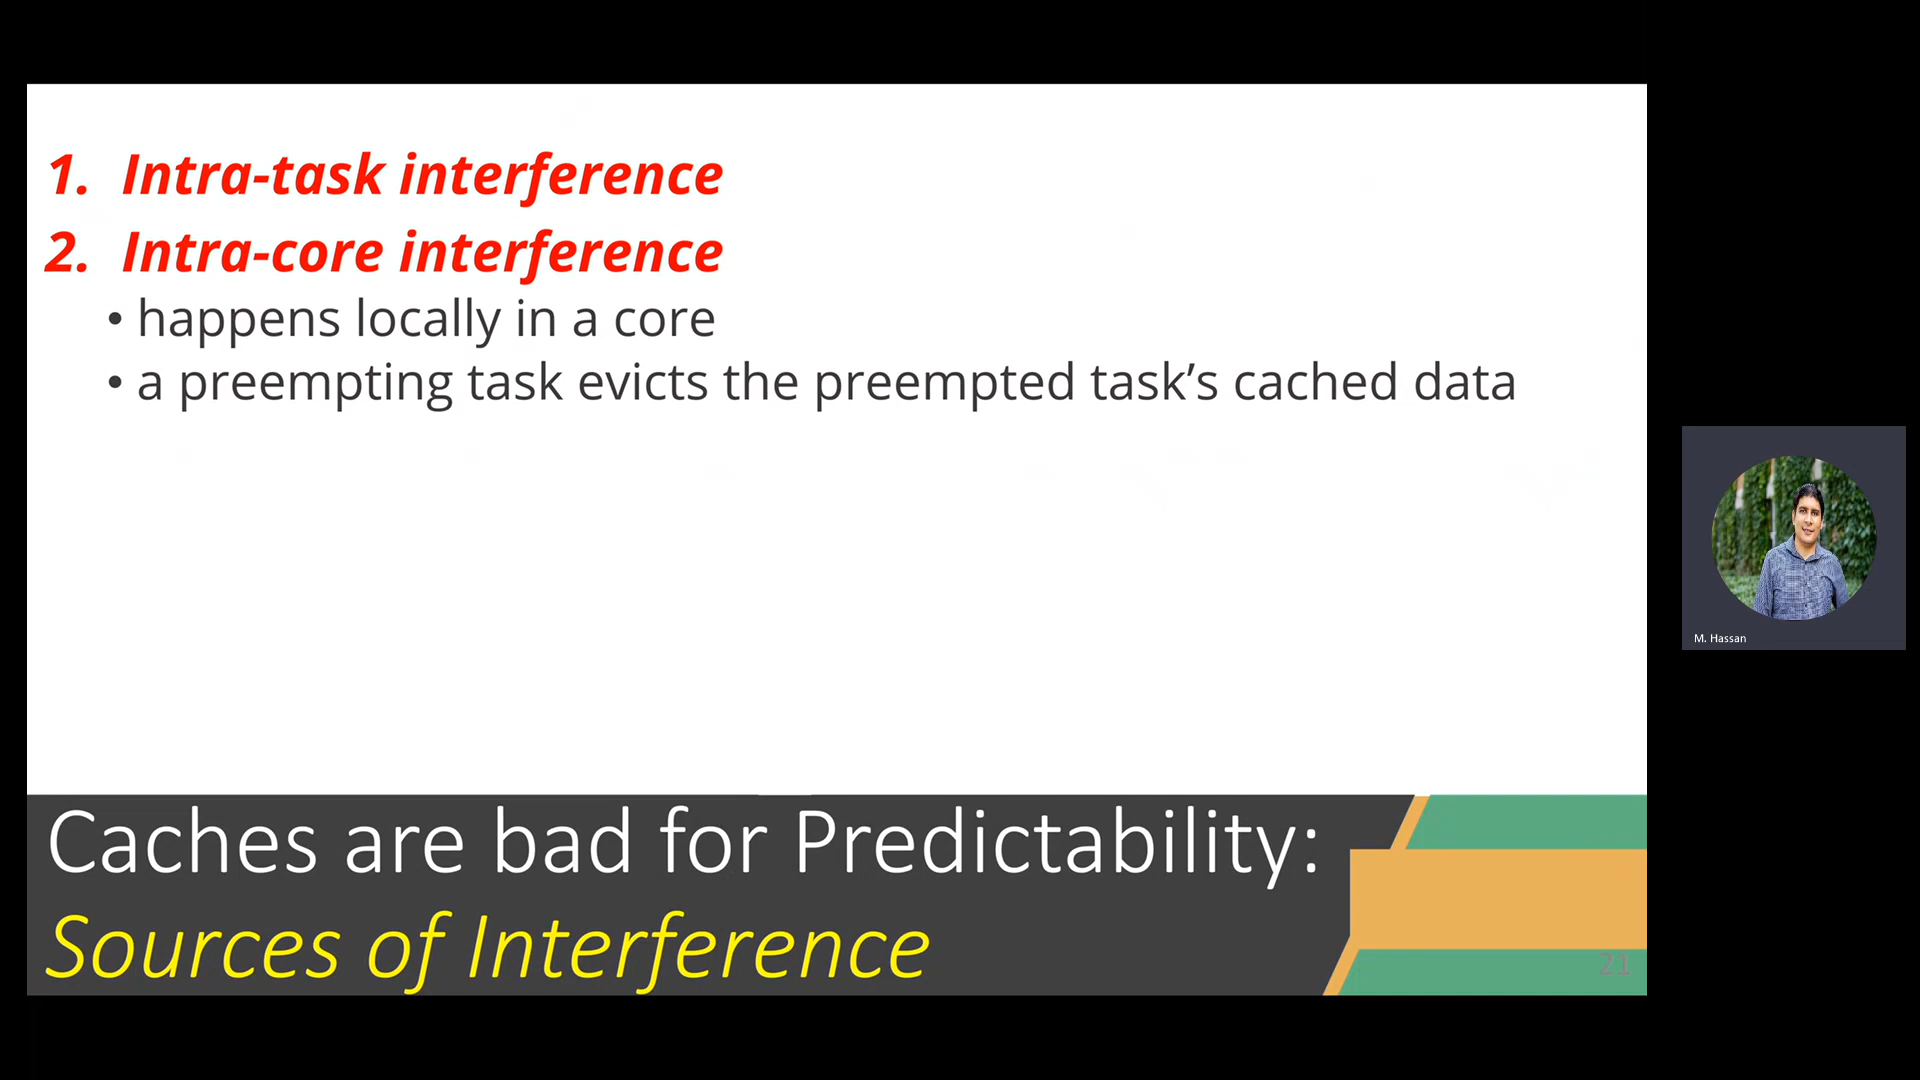 1. Intra-task interference
2. Intra-core interference
• happens locally in a core
• a preempting task evicts the preempted task’s cached data
M. Hassan
Caches are bad for Predictability:
Sources of Interference
21